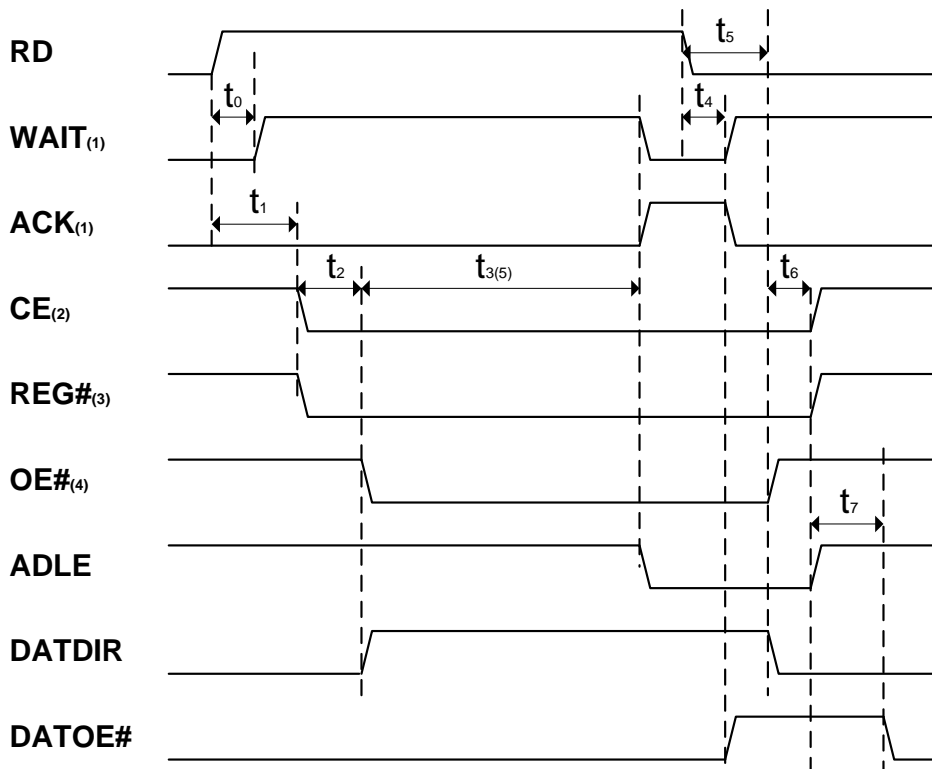 RD
t5
t0
t4
WAIT(1)
t1
ACK(1)
t2
t3(5)
t6
CE(2)
REG#(3)
OE#(4)
t7
ADLE
DATDIR
DATOE#